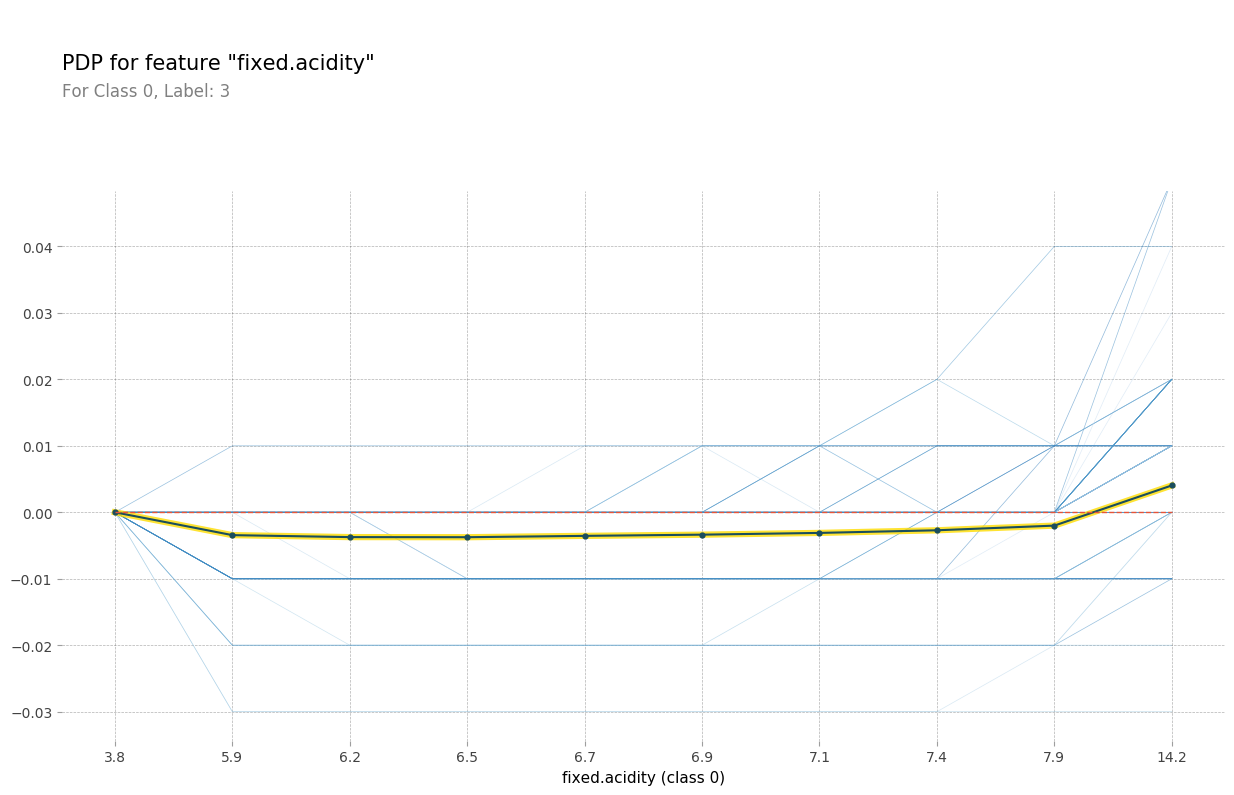 PDP for feature "fixed.acidity"
For Class 0, Label: 3
0.04
0.03
0.02
0.01
0.00
−0.01
−0.02
−0.03
3.8 5.9 6.2 6.5 6.7 6.9 7.1 7.4 7.9 14.2
fixed.acidity (class 0)